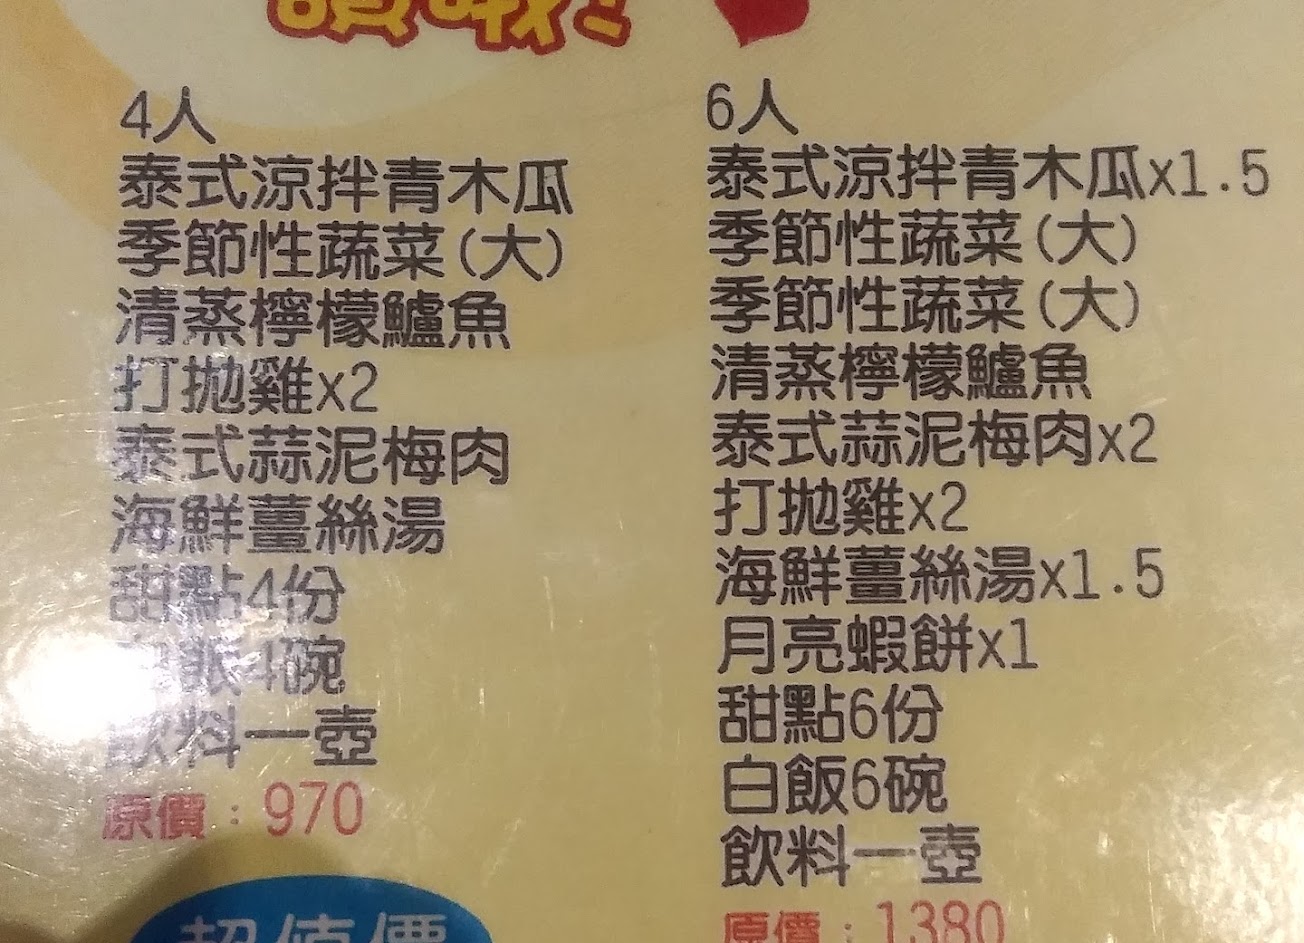 4人
泰式涼拌青木瓜
季節性蔬菜(大)
清蒸檸檬鱸魚
打拋雞x2
泰式蒜泥梅肉
海鮮薑絲湯
甜點4份
白飯4碗
飲料一壺
原價:970
超值價
6人
泰式涼拌青木瓜x1.5
季節性蔬菜(大)
季節性蔬菜(大)
清蒸檸檬鱸魚
泰式蒜泥梅肉x2
打拋雞x2
海鮮薑絲湯x1.5
月亮蝦餅x1
甜點6份
白飯6碗
飲料一壺
原價:1380